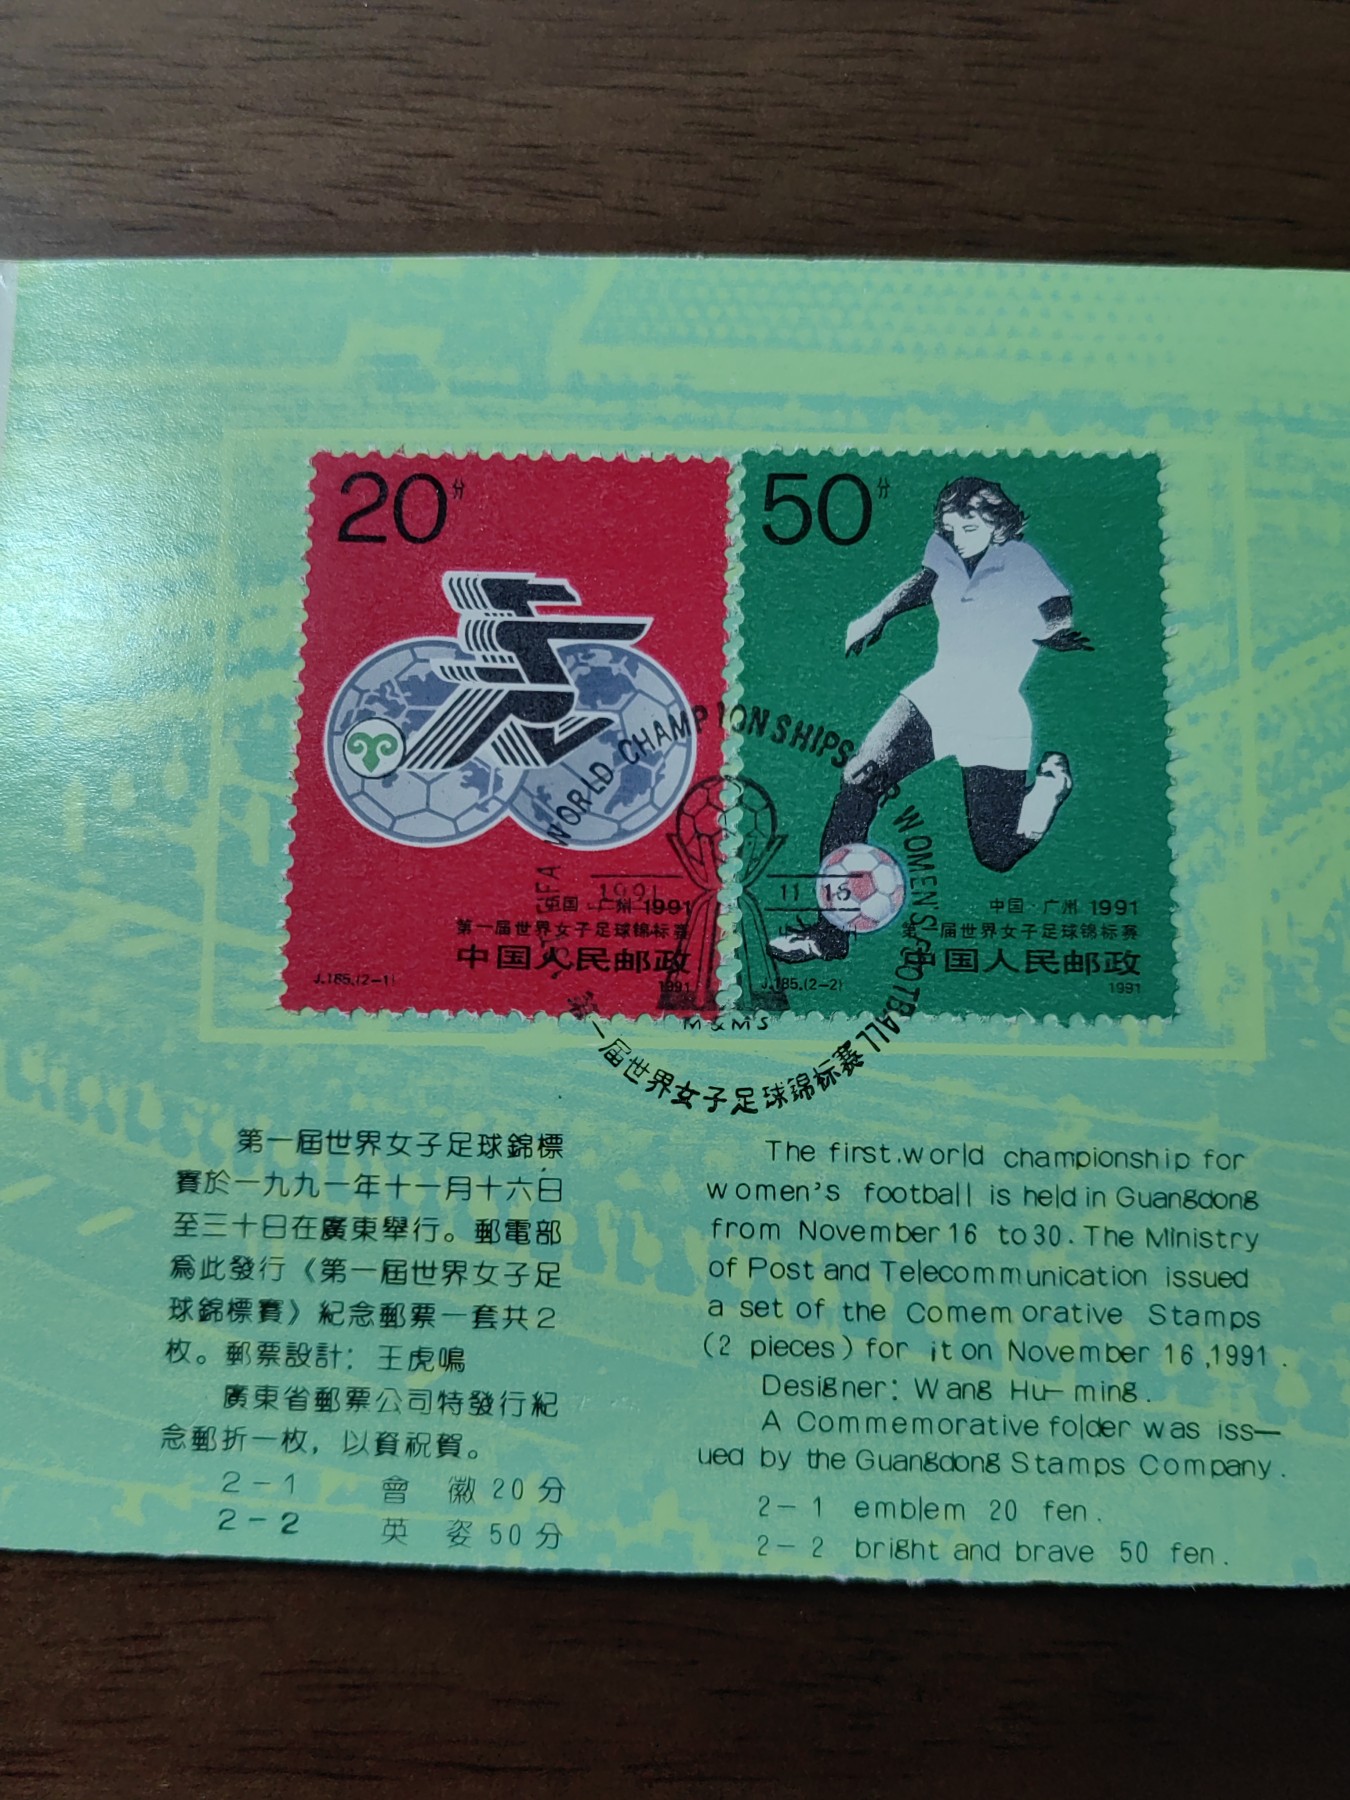 20分
50分
中国·广州 1991
第一届世界女子足球锦标赛
中国人民邮政
J.185.(2-1)
1991
中国·广州 1991
第一届世界女子足球锦标赛
中国人民邮政
J.185.(2-2)
1991
FIFA WORLD CHAMPIONSHIPS FOR WOMEN'S FOOTBALL
1991
11 16
M&M'S
第一届世界女子足球锦标赛
第一屆世界女子足球錦標
賽於一九九一年十一月十六日
至三十日在廣東舉行。郵電部
為此發行《第一屆世界女子足
球錦標賽》紀念郵票一套共2
枚。郵票設計：王虎鳴
廣東省郵票公司特發行紀
念郵折一枚，以資祝賀。
2-1 會 徽 20分
2-2 英 姿 50分
The first.world championship for
women's football is held in Guangdong
from November 16 to 30. The Ministry
of Post and Telecommunication issued
a set of the Comemorative Stamps
(2 pieces) for it on November 16,1991.
Designer: Wang Hu-ming.
A Commemorative folder was iss-
ued by the Guangdong Stamps Company.
2-1 emblem 20 fen.
2-2 bright and brave 50 fen.